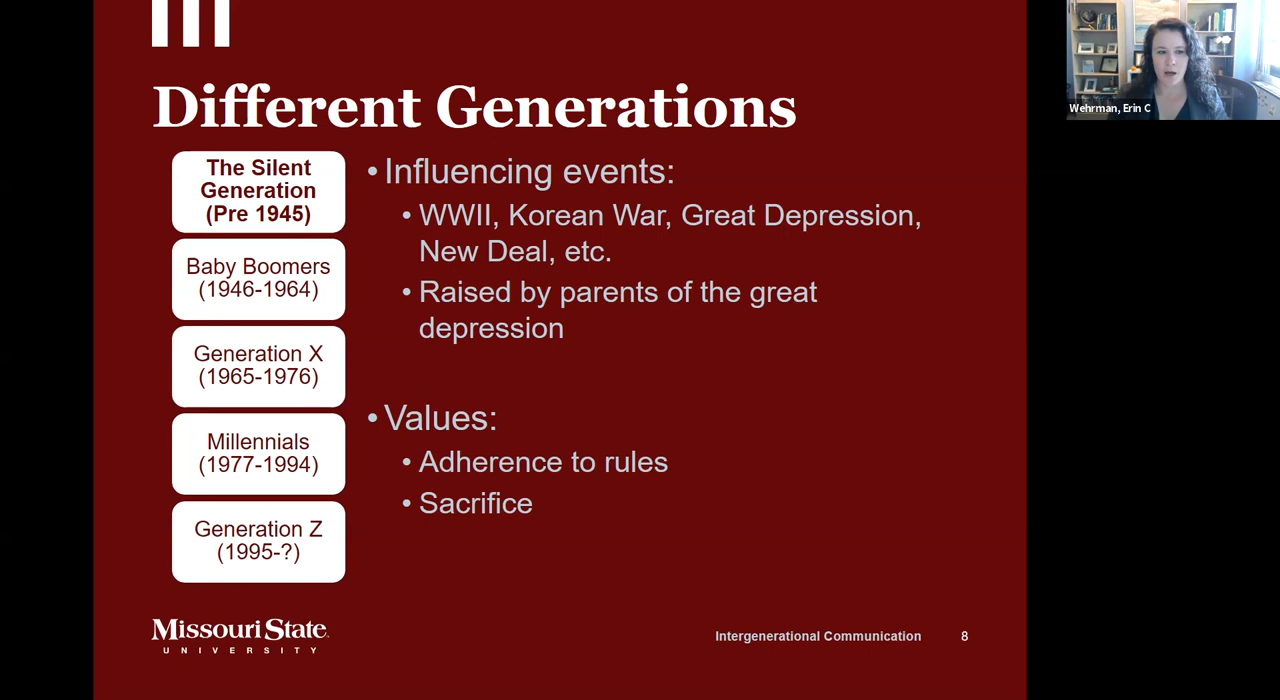 Different Generations
The Silent
Generation
(Pre 1945)
Baby Boomers
(1946-1964)
Generation X
(1965-1976)
Millennials
(1977-1994)
Generation Z
(1995-?)
• Influencing events:
• WWII, Korean War, Great Depression,
New Deal, etc.
• Raised by parents of the great
depression
• Values:
• Adherence to rules
• Sacrifice
Missouri State
UNIVERSITY
Intergenerational Communication 8
Wehrman, Erin C